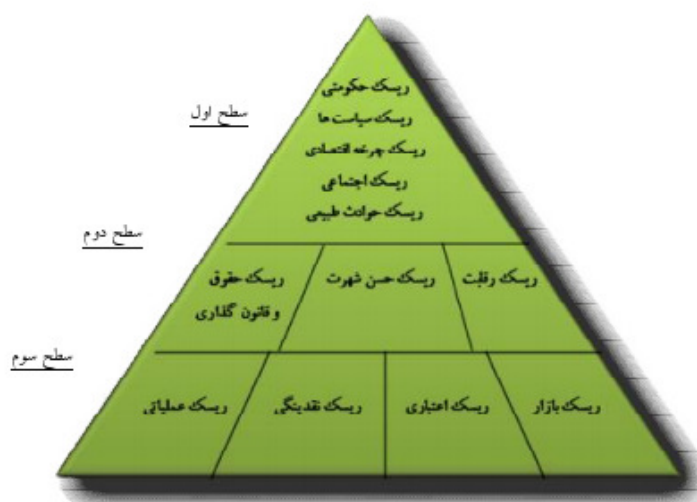 سطح اول
ریسک حکومتی
ریسک سیاست ها
ریسک چرخه اقتصادی
ریسک اجتماعی
ریسک حوادث طبیعی
سطح دوم
ریسک رقابت
ریسک حسن شهرت
ریسک حقوق
و قانون گذاری
سطح سوم
ریسک بازار
ریسک اعتباری
ریسک نقدینگی
ریسک عملیاتی